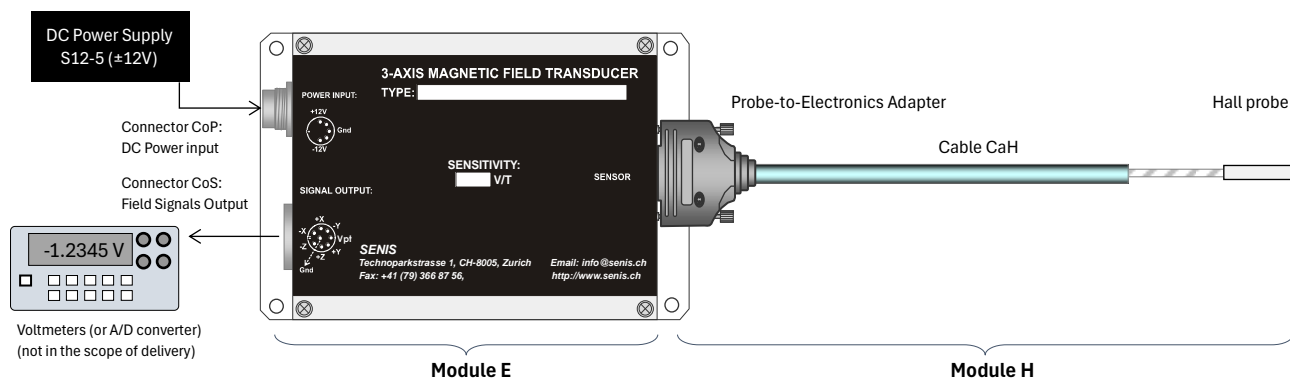 DC Power Supply
S12-5 (±12V)
3-AXIS MAGNETIC FIELD TRANSDUCER
TYPE:
POWER INPUT:
+12V
Gnd
-12V
Connector CoP:
DC Power input
Probe-to-Electronics Adapter
Hall probe
Cable CaH
SENSITIVITY:
V/T
SENSOR
Connector CoS:
Field Signals Output
SIGNAL OUTPUT:
+X
-X
-Y
Vpt
-Z
+Y
+Z
Gnd
-1.2345 V
SENIS
Technoparkstrasse 1, CH-8005, Zurich
Email: info@senis.ch
Fax: +41 (79) 366 87 56,
http://www.senis.ch
Voltmeters (or A/D converter)
(not in the scope of delivery)
Module E
Module H